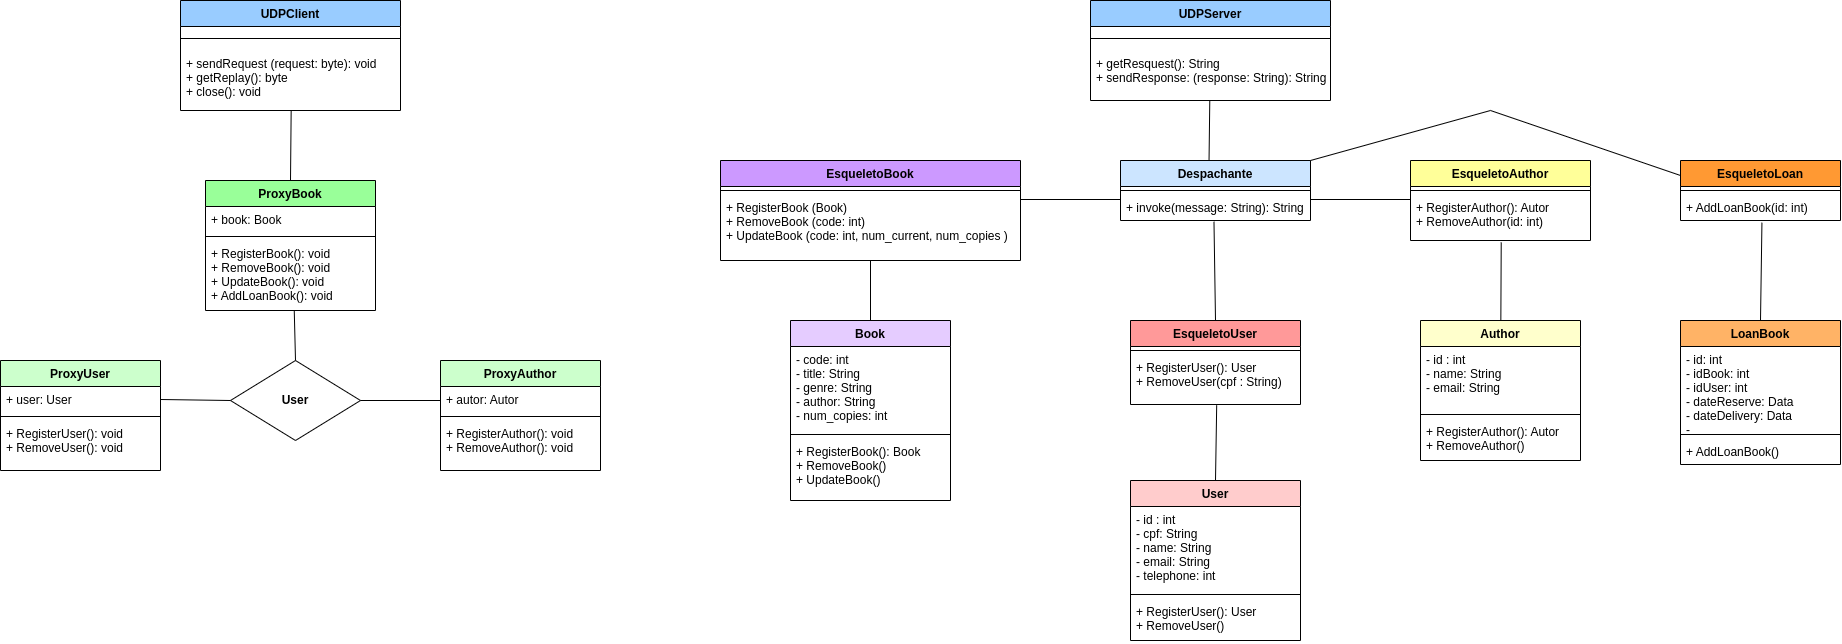 UDPClient
+ sendRequest (request: byte): void
+ getReplay(): byte
+ close(): void
ProxyBook
+ book: Book
+ RegisterBook(): void
+ RemoveBook(): void
+ UpdateBook(): void
+ AddLoanBook(): void
ProxyUser
+ user: User
+ RegisterUser(): void
+ RemoveUser(): void
User
ProxyAuthor
+ autor: Autor
+ RegisterAuthor(): void
+ RemoveAuthor(): void
UDPServer
+ getResquest(): String
+ sendResponse: (response: String): String
EsqueletoBook
+ RegisterBook (Book)
+ RemoveBook (code: int)
+ UpdateBook (code: int, num_current, num_copies )
Despachante
+ invoke(message: String): String
EsqueletoAuthor
+ RegisterAuthor(): Autor
+ RemoveAuthor(id: int)
EsqueletoLoan
+ AddLoanBook(id: int)
Book
- code: int
- title: String
- genre: String
- author: String
- num_copies: int
+ RegisterBook(): Book
+ RemoveBook()
+ UpdateBook()
EsqueletoUser
+ RegisterUser(): User
+ RemoveUser(cpf : String)
Author
- id : int
- name: String
- email: String
+ RegisterAuthor(): Autor
+ RemoveAuthor()
LoanBook
- id: int
- idBook: int
- idUser: int
- dateReserve: Data
- dateDelivery: Data
-
+ AddLoanBook()
User
- id : int
- cpf: String
- name: String
- email: String
- telephone: int
+ RegisterUser(): User
+ RemoveUser()